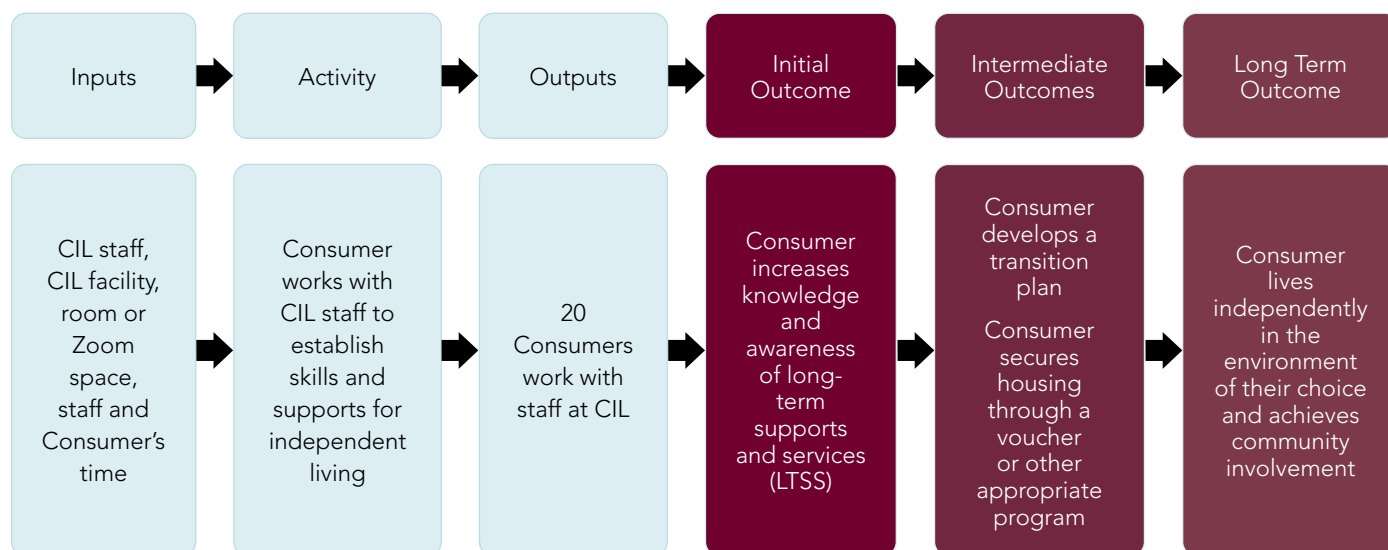 Inputs
Activity
Outputs
Initial
Outcome
Intermediate
Outcomes
Long Term
Outcome
CIL staff,
CIL facility,
room or
Zoom
space,
staff and
Consumer’s
time
Consumer
works with
CIL staff to
establish
skills and
supports for
independent
living
20
Consumers
work with
staff at CIL
Consumer
increases
knowledge
and
awareness
of long-
term
supports
and services
(LTSS)
Consumer
develops a
transition
plan
Consumer
secures
housing
through a
voucher
or other
appropriate
program
Consumer
lives
independently
in the
environment
of their choice
and achieves
community
involvement